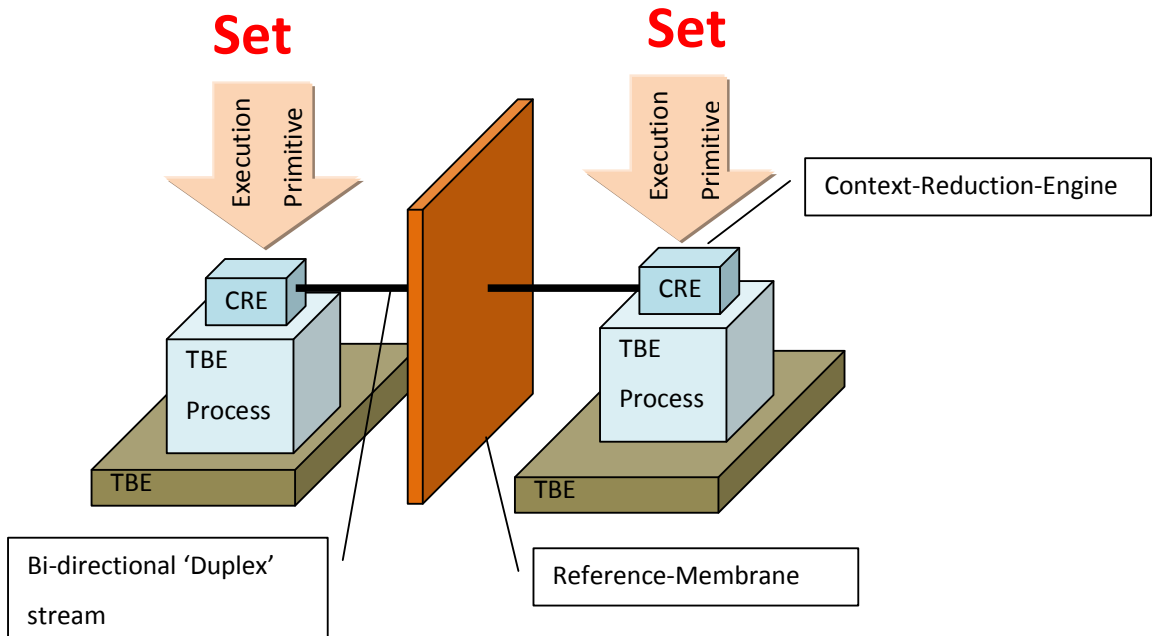 Set
Set
Execution
Primitive
Execution
Primitive
Context-Reduction-Engine
CRE
CRE
TBE
Process
TBE
Process
TBE
TBE
Bi-directional ‘Duplex’
stream
Reference-Membrane